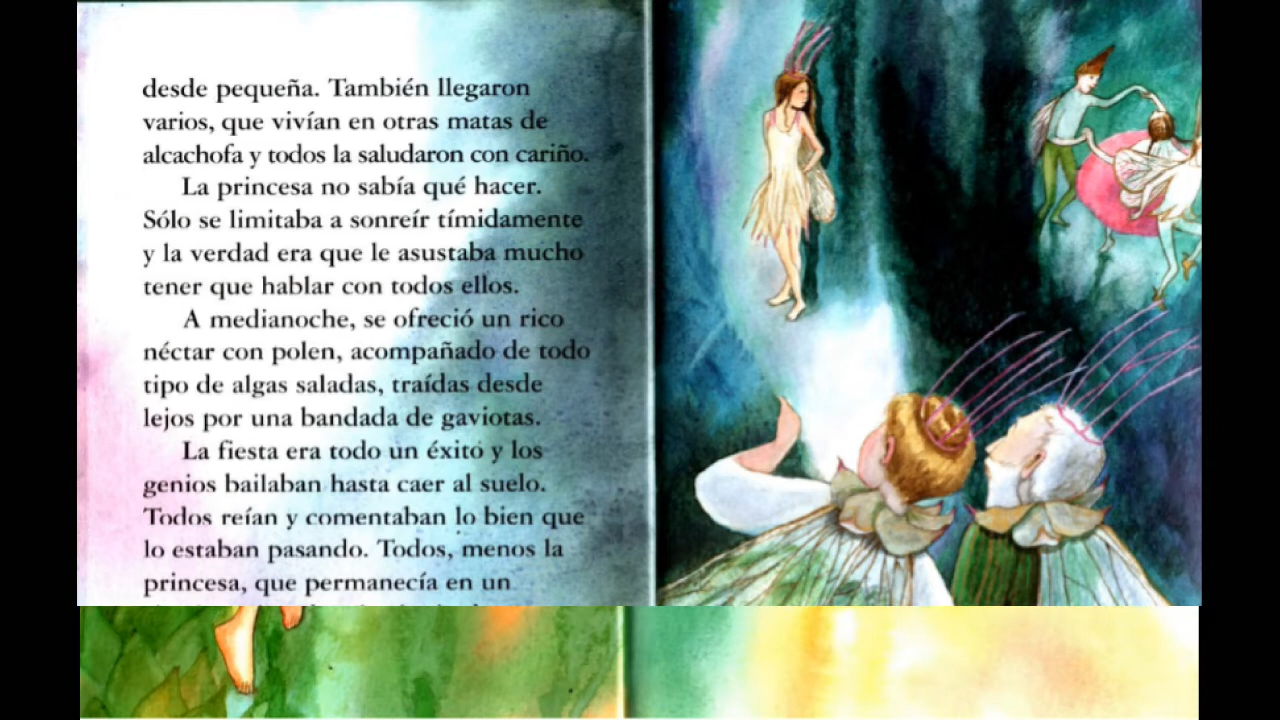 desde pequeña. También llegaron
varios, que vivían en otras matas de
alcachofa y todos la saludaron con cariño.
La princesa no sabía qué hacer.
Sólo se limitaba a sonreír tímidamente
y la verdad era que le asustaba mucho
tener que hablar con todos ellos.
A medianoche, se ofreció un rico
néctar con polen, acompañado de todo
tipo de algas saladas, traídas desde
lejos por una bandada de gaviotas.
La fiesta era todo un éxito y los
genios bailaban hasta caer al suelo.
Todos reían y comentaban lo bien que
lo estaban pasando. Todos, menos la
princesa, que permanecía en un